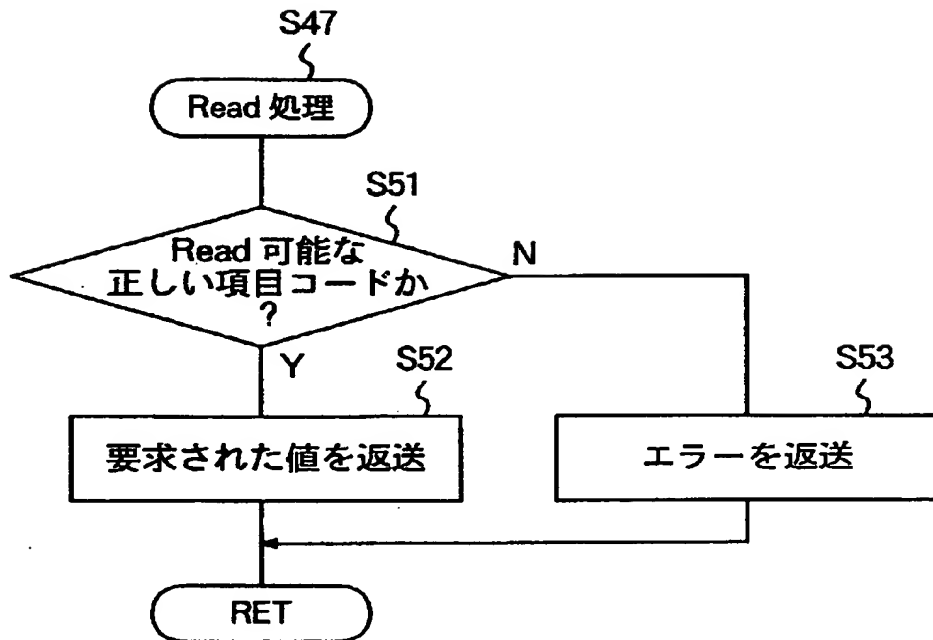 S47
Read 処理
S51
Read 可能な
正しい項目コードか
?
N
Y
S52
S53
要求された値を返送
エラーを返送
RET